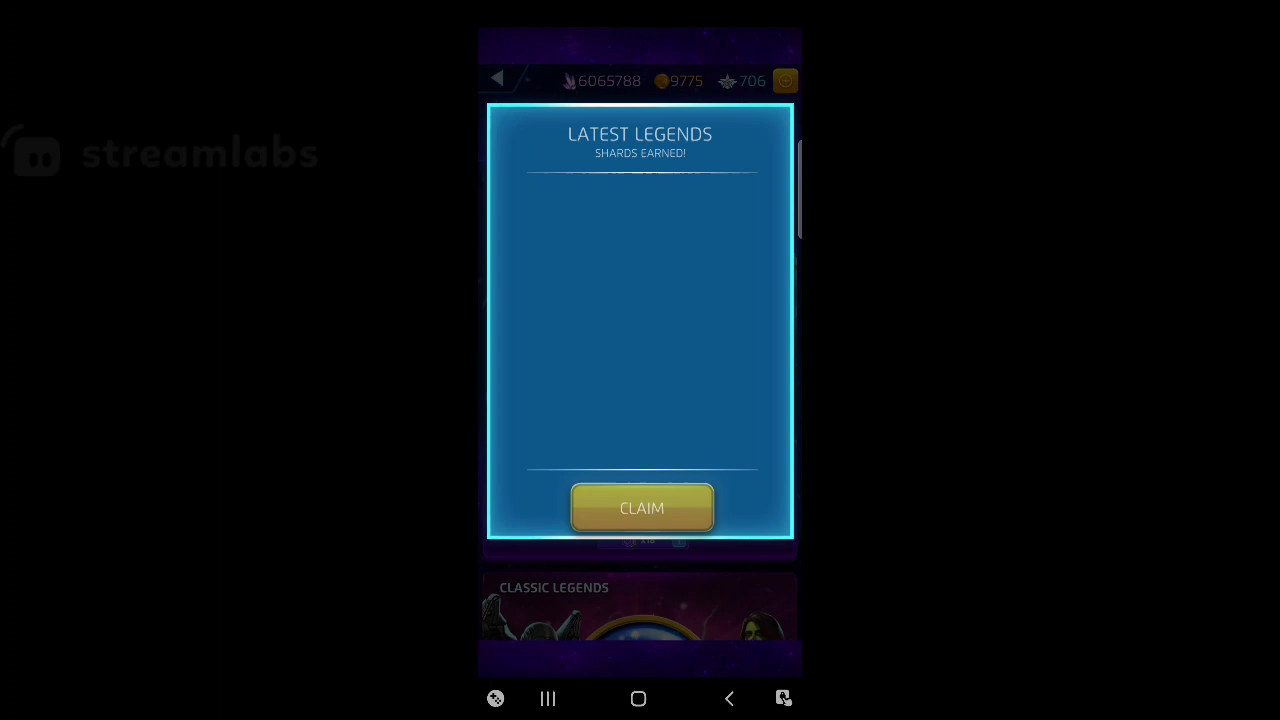 streamlabs
6065788 9775 706
LATEST LEGENDS
SHARDS EARNED!
CLAIM
CLASSIC LEGENDS